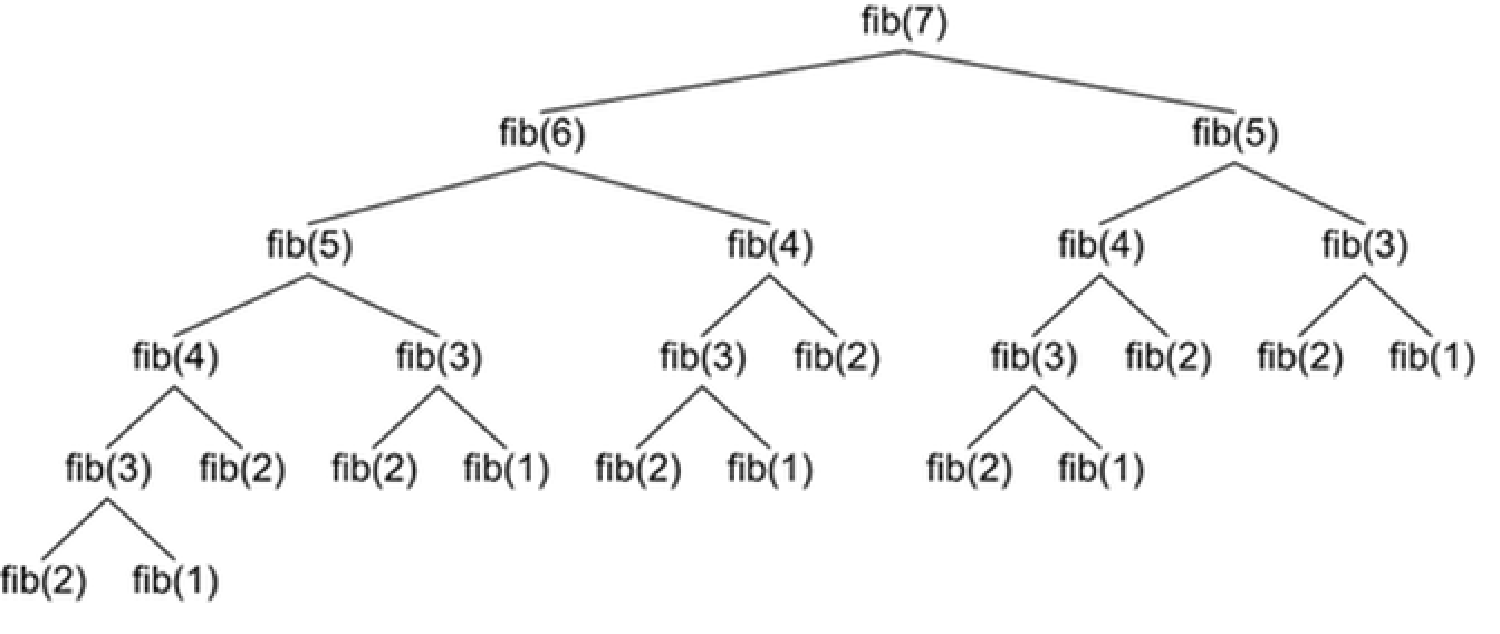 fib(7)
fib(6) fib(5)
fib(5) fib(4) fib(4) fib(3)
fib(4) fib(3) fib(3) fib(2) fib(3) fib(2) fib(2) fib(1)
fib(3) fib(2) fib(2) fib(1) fib(2) fib(1) fib(2) fib(1)
fib(2) fib(1)